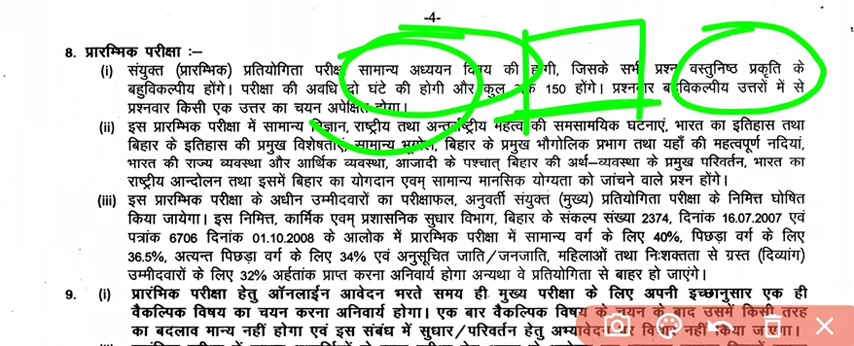 -4-
8. प्रारम्भिक परीक्षा :—
(i) संयुक्त (प्रारम्भिक) प्रतियोगिता परीक्षा सामान्य अध्ययन विषय की होगी, जिसके सभी प्रश्न वस्तुनिष्ठ प्रकृति के
बहुविकल्पीय होंगे। परीक्षा की अवधि दो घंटे की होगी और कुल अंक 150 होंगे। प्रश्नवार बहुविकल्पीय उत्तरों में से
प्रश्नवार किसी एक उत्तर का चयन अपेक्षित होगा।
(ii) इस प्रारम्भिक परीक्षा में सामान्य विज्ञान, राष्ट्रीय तथा अन्तर्राष्ट्रीय महत्व की समसामयिक घटनाएं, भारत का इतिहास तथा
बिहार के इतिहास की प्रमुख विशेषताएं, सामान्य भूगोल, बिहार के प्रमुख भौगोलिक प्रभाग तथा यहाँ की महत्वपूर्ण नदियां,
भारत की राज्य व्यवस्था और आर्थिक व्यवस्था, आजादी के पश्चात् बिहार की अर्थ–व्यवस्था के प्रमुख परिवर्तन, भारत का
राष्ट्रीय आन्दोलन तथा इसमें बिहार का योगदान एवम् सामान्य मानसिक योग्यता को जांचने वाले प्रश्न होंगे।
(iii) इस प्रारम्भिक परीक्षा के अधीन उम्मीदवारों का परीक्षाफल, अनुवर्ती संयुक्त (मुख्य) प्रतियोगिता परीक्षा के निमित्त घोषित
किया जायेगा। इस निमित्त, कार्मिक एवम् प्रशासनिक सुधार विभाग, बिहार के संकल्प संख्या 2374, दिनांक 16.07.2007 एवं
पत्रांक 6706 दिनांक 01.10.2008 के आलोक में प्रारम्भिक परीक्षा में सामान्य वर्ग के लिए 40%, पिछड़ा वर्ग के लिए
36.5%, अत्यन्त पिछड़ा वर्ग के लिए 34% एवं अनुसूचित जाति/जनजाति, महिलाओं तथा निःशक्तता से ग्रस्त (दिव्यांग)
उम्मीदवारों के लिए 32% अर्हतांक प्राप्त करना अनिवार्य होगा अन्यथा वे प्रतियोगिता से बाहर हो जाएंगे।
9. (i) प्रारंभिक परीक्षा हेतु ऑनलाईन आवेदन भरते समय ही मुख्य परीक्षा के लिए अपनी इच्छानुसार एक ही
वैकल्पिक विषय का चयन करना अनिवार्य होगा। एक बार वैकल्पिक विषय के चयन के बाद उसमें किसी तरह
का बदलाव मान्य नहीं होगा एवं इस संबंध में सुधार/परिवर्तन हेतु अभ्यावेदन पर विचार नहीं किया जाएगा।